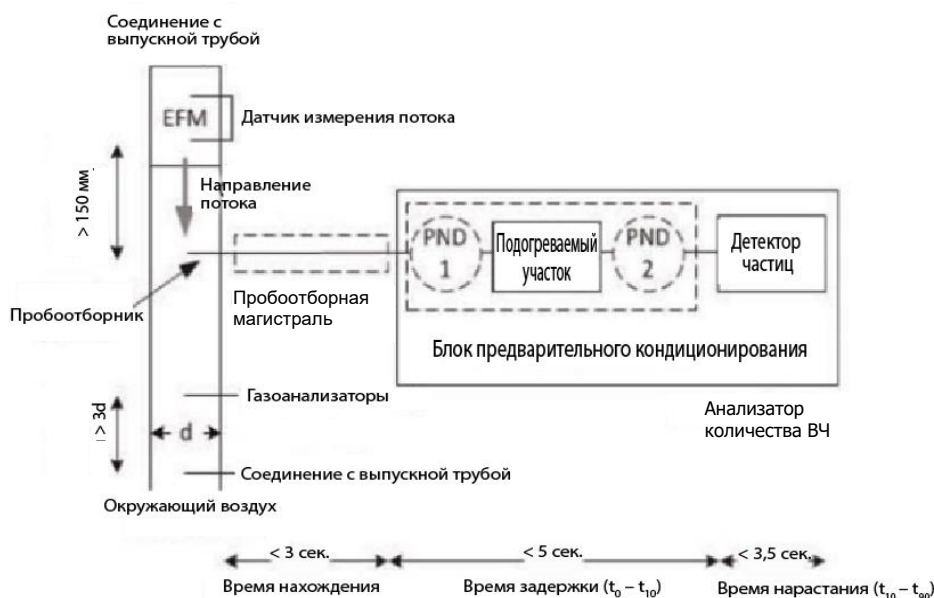 Соединение с
выпускной трубой
EFM
Датчик измерения потока
> 150 мм
Направление
потока
PND
1
Подогреваемый
участок
PND
2
Детектор
частиц
Пробоотборник
Пробоотборная
магистраль
Блок предварительного кондиционирования
Газоанализаторы
Анализатор
количества ВЧ
> 3d
d
Соединение с выпускной трубой
Окружающий воздух
< 3 сек.
< 5 сек.
< 3,5 сек.
Время нахождения
Время задержки (t₀ – t₁₀)
Время нарастания (t₁₀ – t₉₀)